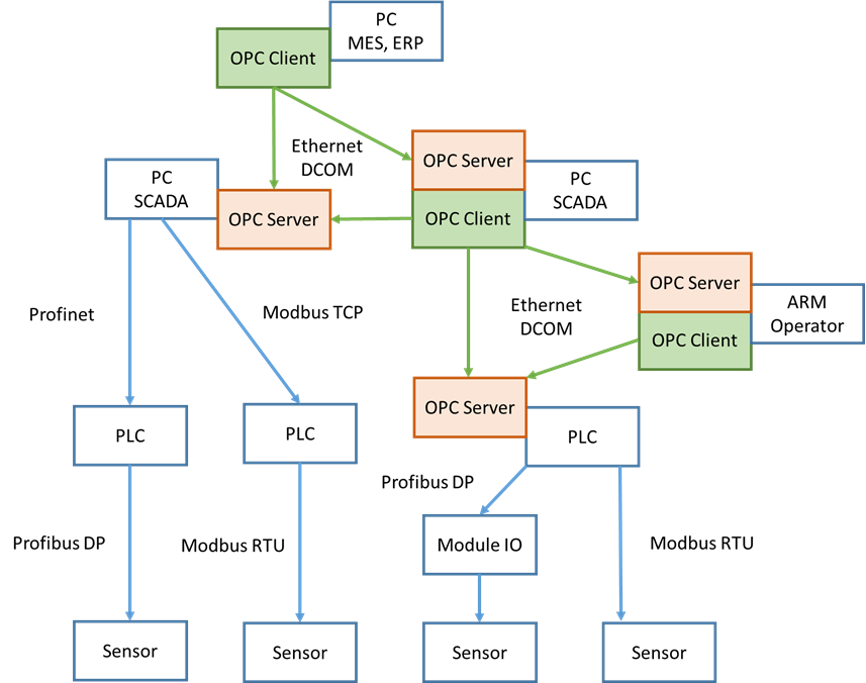 PC
MES, ERP
OPC Client
Ethernet
DCOM
OPC Server
PC
SCADA
OPC Server
OPC Client
PC
SCADA
Profinet
Modbus TCP
Ethernet
DCOM
OPC Server
OPC Client
ARM
Operator
PLC
PLC
OPC Server
PLC
Profibus DP
Profibus DP
Modbus RTU
Module IO
Modbus RTU
Sensor
Sensor
Sensor
Sensor